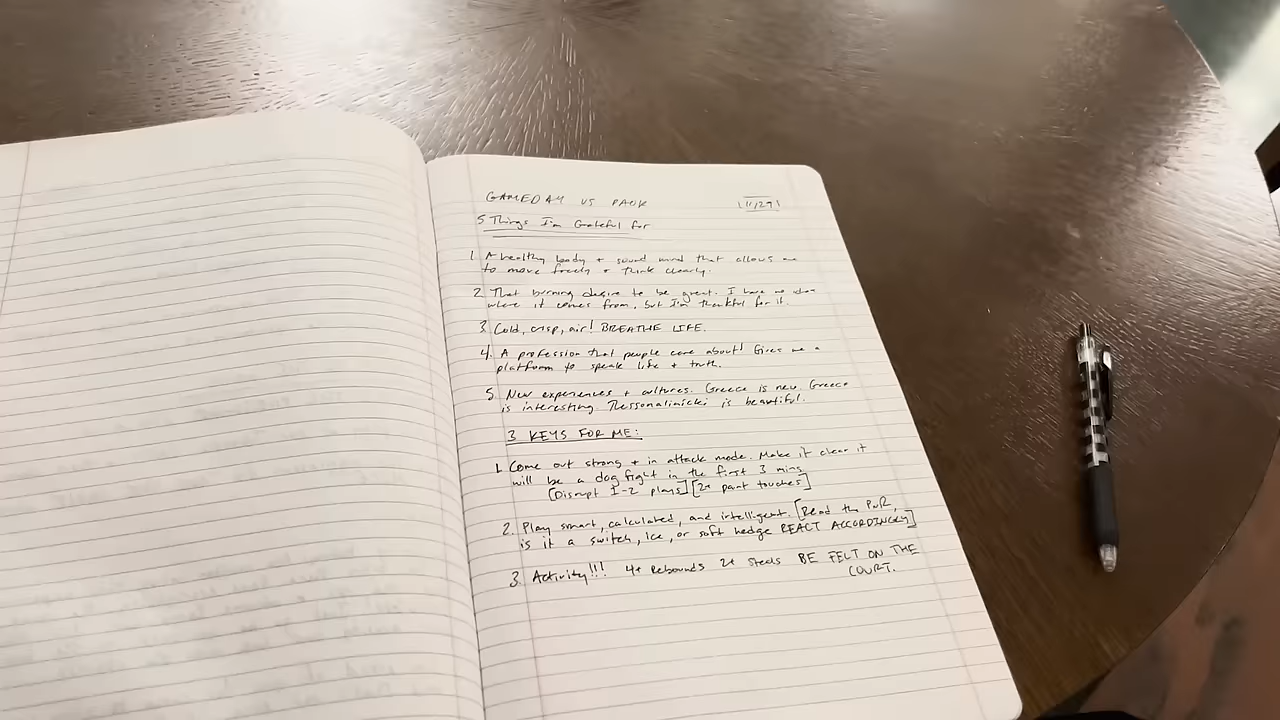 GAMEDAY VS PAOK
11/29
5 Things I'm Grateful for
1. A healthy body + sound mind that allows me
to move freely + think clearly.
2. That burning desire to be great. I have no idea
where it comes from, but I'm thankful for it.
3. Cold, crisp, air! BREATHE LIFE.
4. A profession that people care about! Gives me a
platform to speak life + truth.
5. New experiences + cultures. Greece is new. Greece
is interesting. Thessonaliniki is beautiful.
3 KEYS FOR ME:
1. Come out strong + in attack mode. Make it clear it
will be a dog fight in the first 3 mins
[Disrupt 1-2 plays] [2+ paint touches]
2. Play smart, calculated, and intelligent. [Read the PnR,
is it a switch, Ice, or soft hedge REACT ACCORDINGLY]
3. Activity!!! 4+ Rebounds 2+ Steals BE FELT ON THE
COURT.